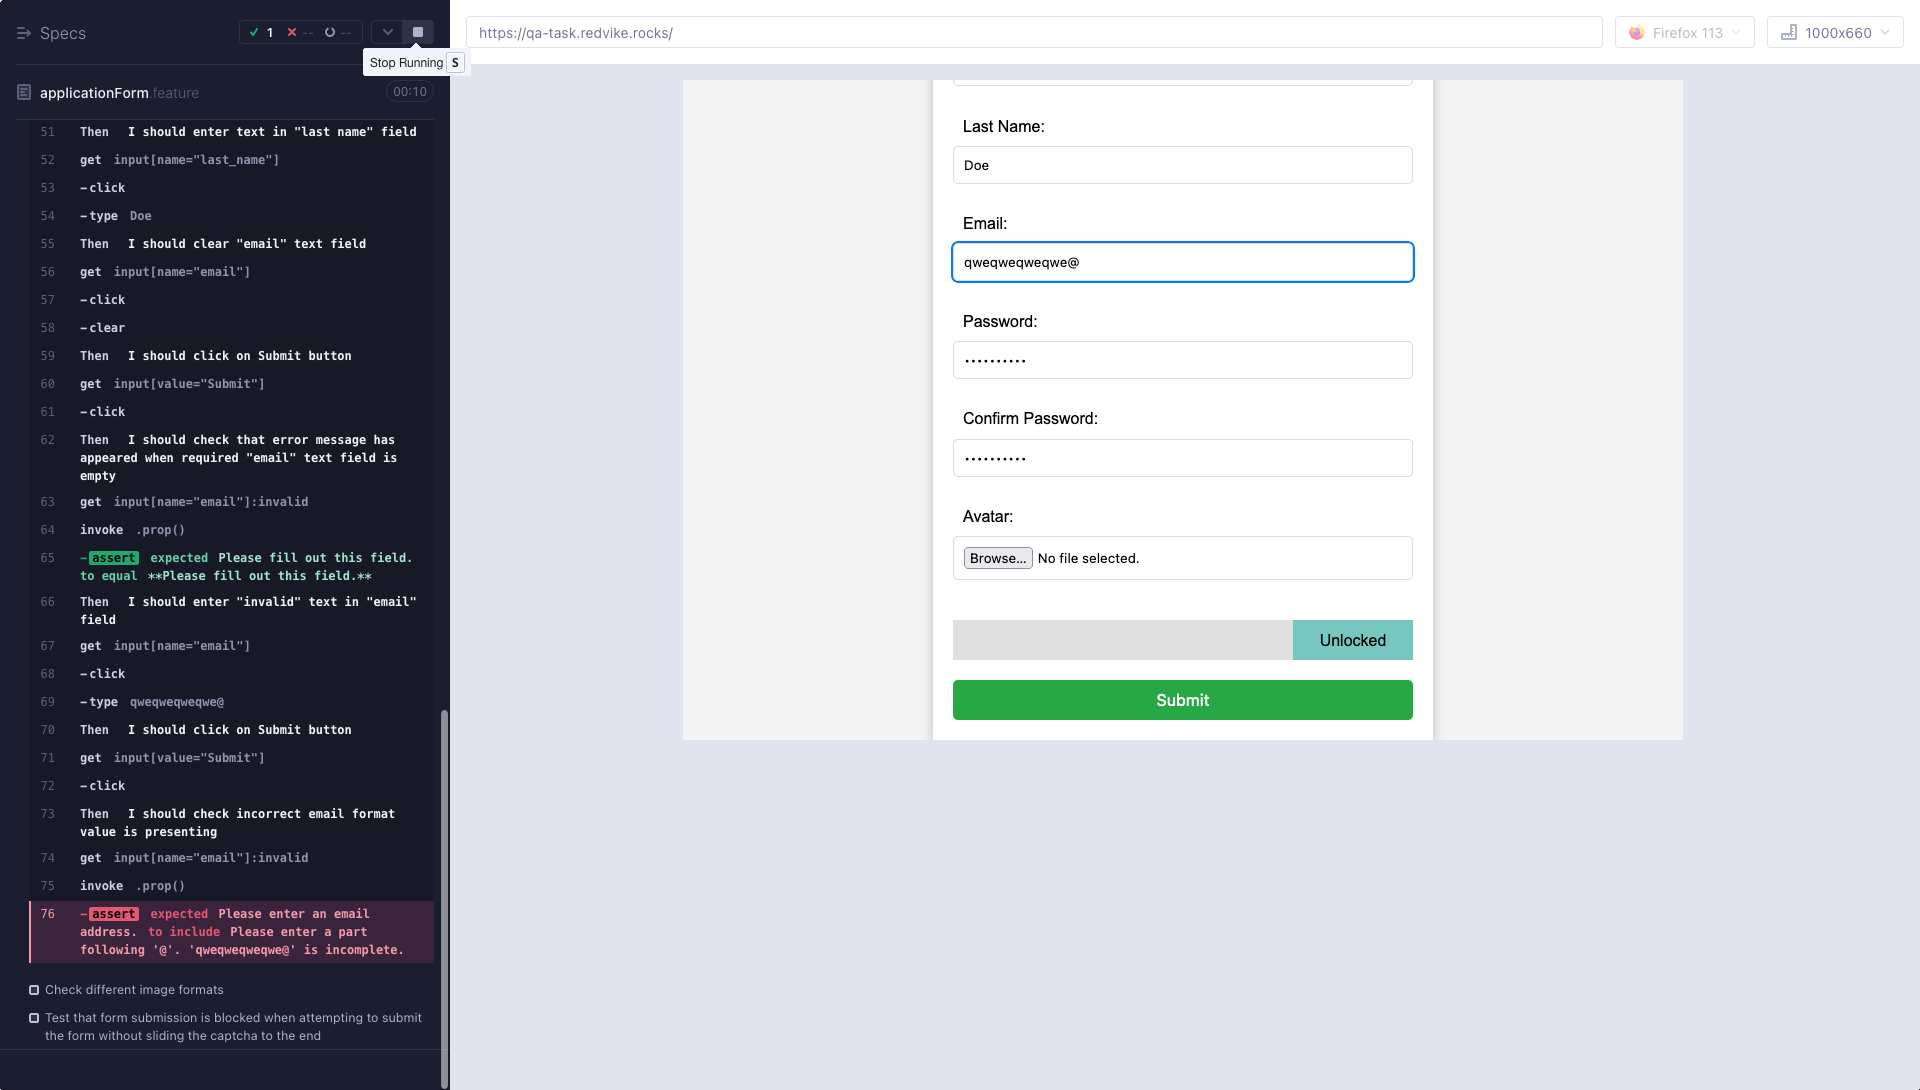 Specs
1
--
--
Stop Running S
applicationForm.feature
00:10
51 Then I should enter text in "last name" field
52 get input[name="last_name"]
53 -click
54 -type Doe
55 Then I should clear "email" text field
56 get input[name="email"]
57 -click
58 -clear
59 Then I should click on Submit button
60 get input[value="Submit"]
61 -click
62 Then I should check that error message has
appeared when required "email" text field is
empty
63 get input[name="email"]:invalid
64 invoke .prop()
65 -assert expected Please fill out this field.
to equal **Please fill out this field.**
66 Then I should enter "invalid" text in "email"
field
67 get input[name="email"]
68 -click
69 -type qweqweqweqwe@
70 Then I should click on Submit button
71 get input[value="Submit"]
72 -click
73 Then I should check incorrect email format
value is presenting
74 get input[name="email"]:invalid
75 invoke .prop()
76 -assert expected Please enter an email
address. to include Please enter a part
following '@'. 'qweqweqweqwe@' is incomplete.
Check different image formats
Test that form submission is blocked when attempting to submit
the form without sliding the captcha to the end
https://qa-task.redvike.rocks/
Firefox 113
1000x660
Last Name:
Doe
Email:
qweqweqweqwe@
Password:
••••••••••
Confirm Password:
••••••••••
Avatar:
Browse... No file selected.
Unlocked
Submit